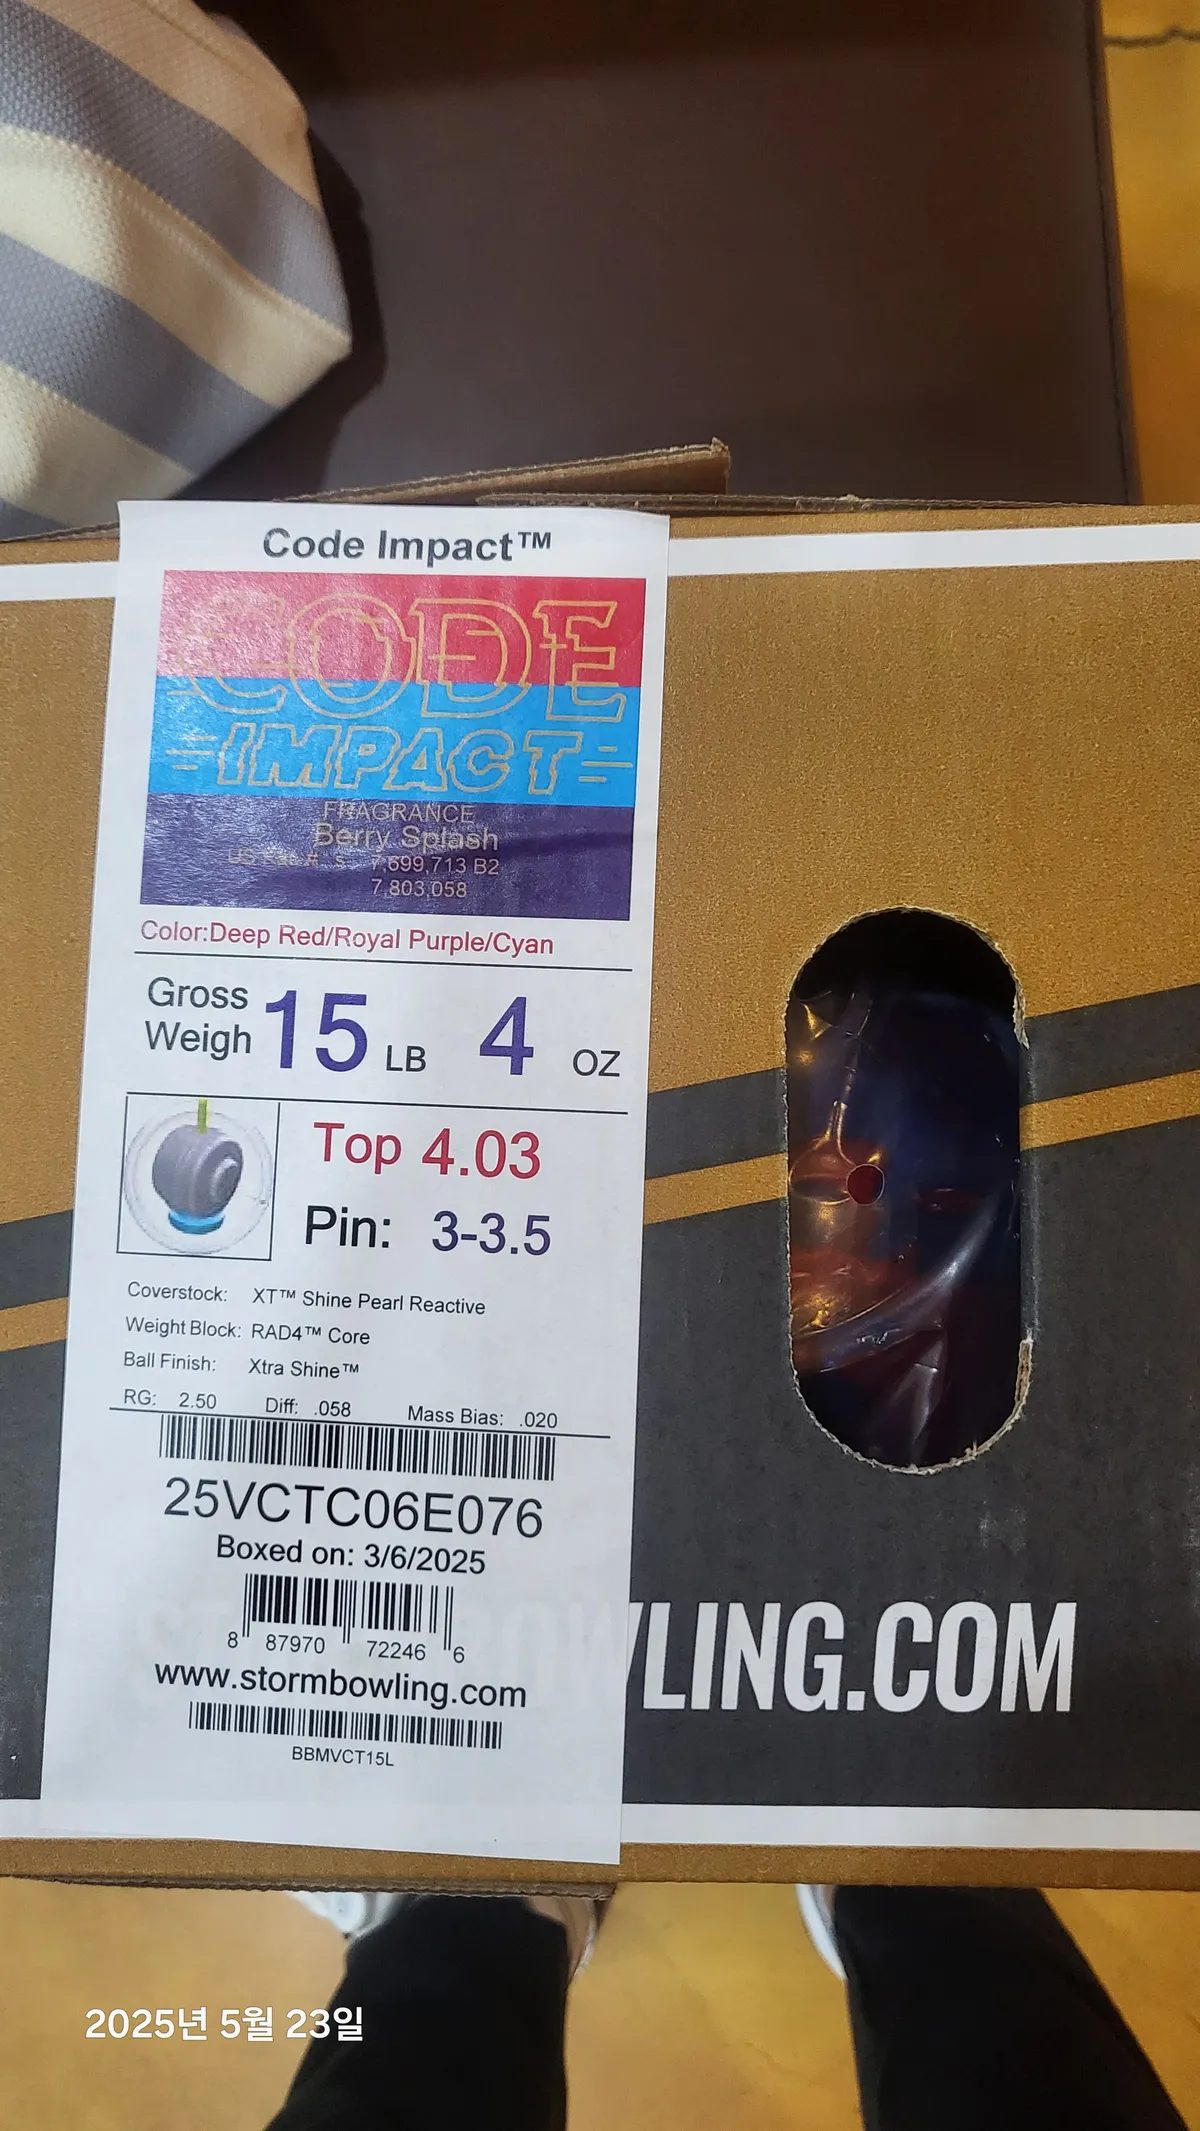 Code Impact™
CODE
IMPACT
FRAGRANCE
Berry Splash
US Pat # s 7,699,713 B2
7,803,058
Color:Deep Red/Royal Purple/Cyan
Gross
Weigh 15 LB 4 OZ
Top 4.03
Pin: 3-3.5
Coverstock: XT™ Shine Pearl Reactive
Weight Block: RAD4™ Core
Ball Finish: Xtra Shine™
RG: 2.50 Diff: .058 Mass Bias: .020
25VCTC06E076
Boxed on: 3/6/2025
8 87970 72246 6
www.stormbowling.com
BBMVCT15L
WLING.COM
2025년 5월 23일